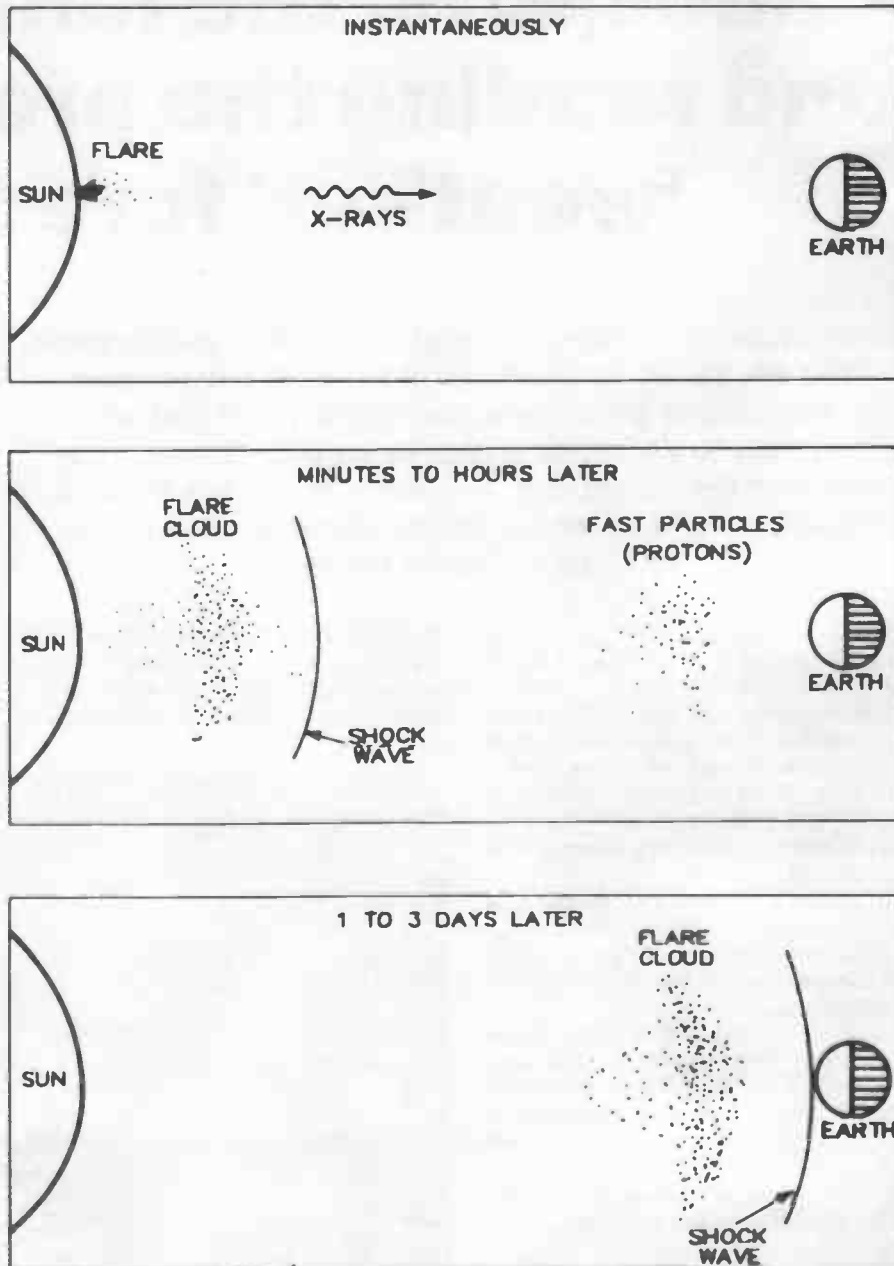 INSTANTANEOUSLY
FLARE
SUN
X-RAYS
EARTH
MINUTES TO HOURS LATER
FLARE
CLOUD
FAST PARTICLES
(PROTONS)
SUN
EARTH
SHOCK
WAVE
1 TO 3 DAYS LATER
FLARE
CLOUD
SUN
EARTH
SHOCK
WAVE